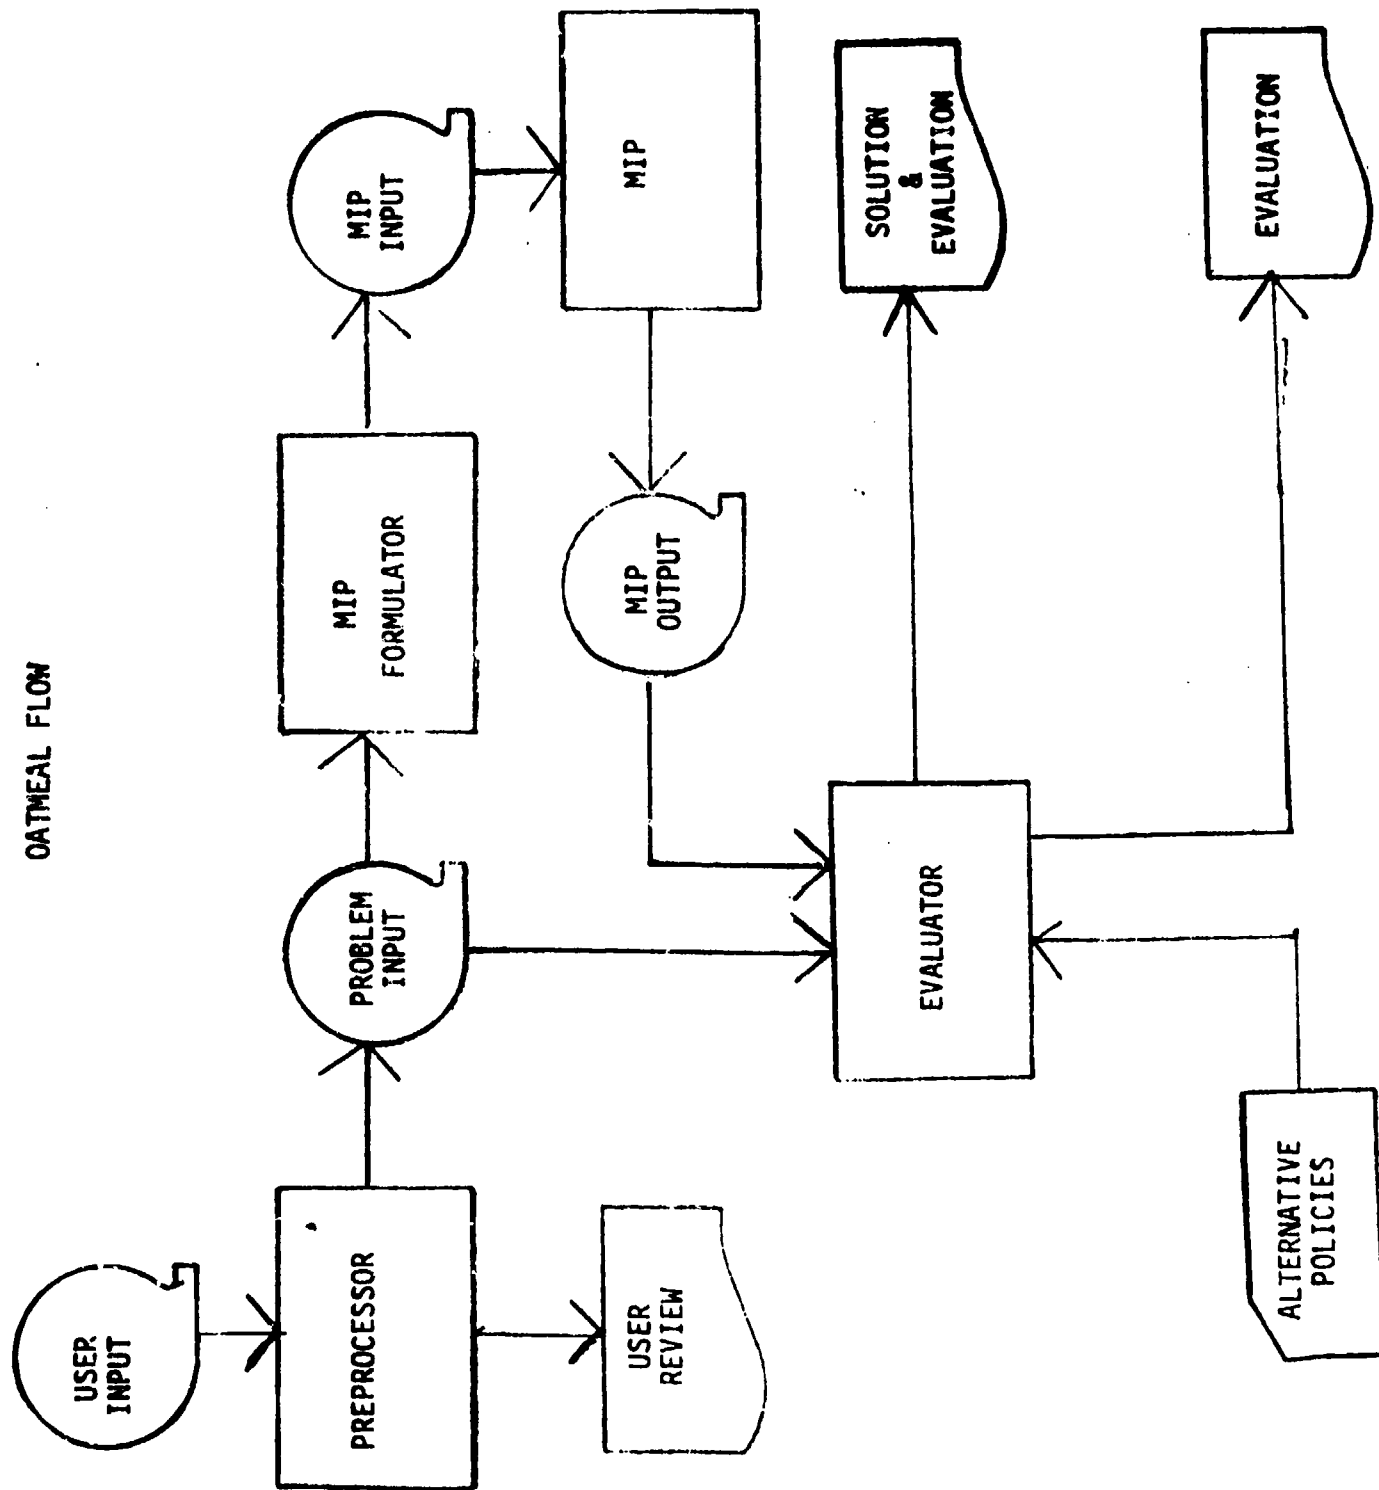 OATMEAL FLOW
USER
INPUT
PREPROCESSOR
USER
REVIEW
PROBLEM
INPUT
MIP
FORMULATOR
MIP
INPUT
MIP
MIP
OUTPUT
EVALUATOR
ALTERNATIVE
POLICIES
SOLUTION
&
EVALUATION
EVALUATION